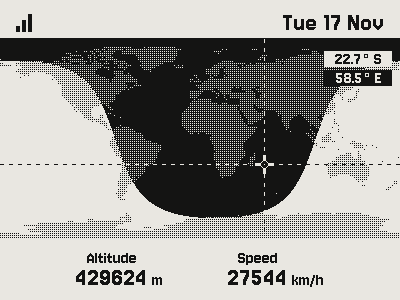 Tue 17 Nov
22.7° S
58.5° E
Altitude
429624 m
Speed
27544 km/h